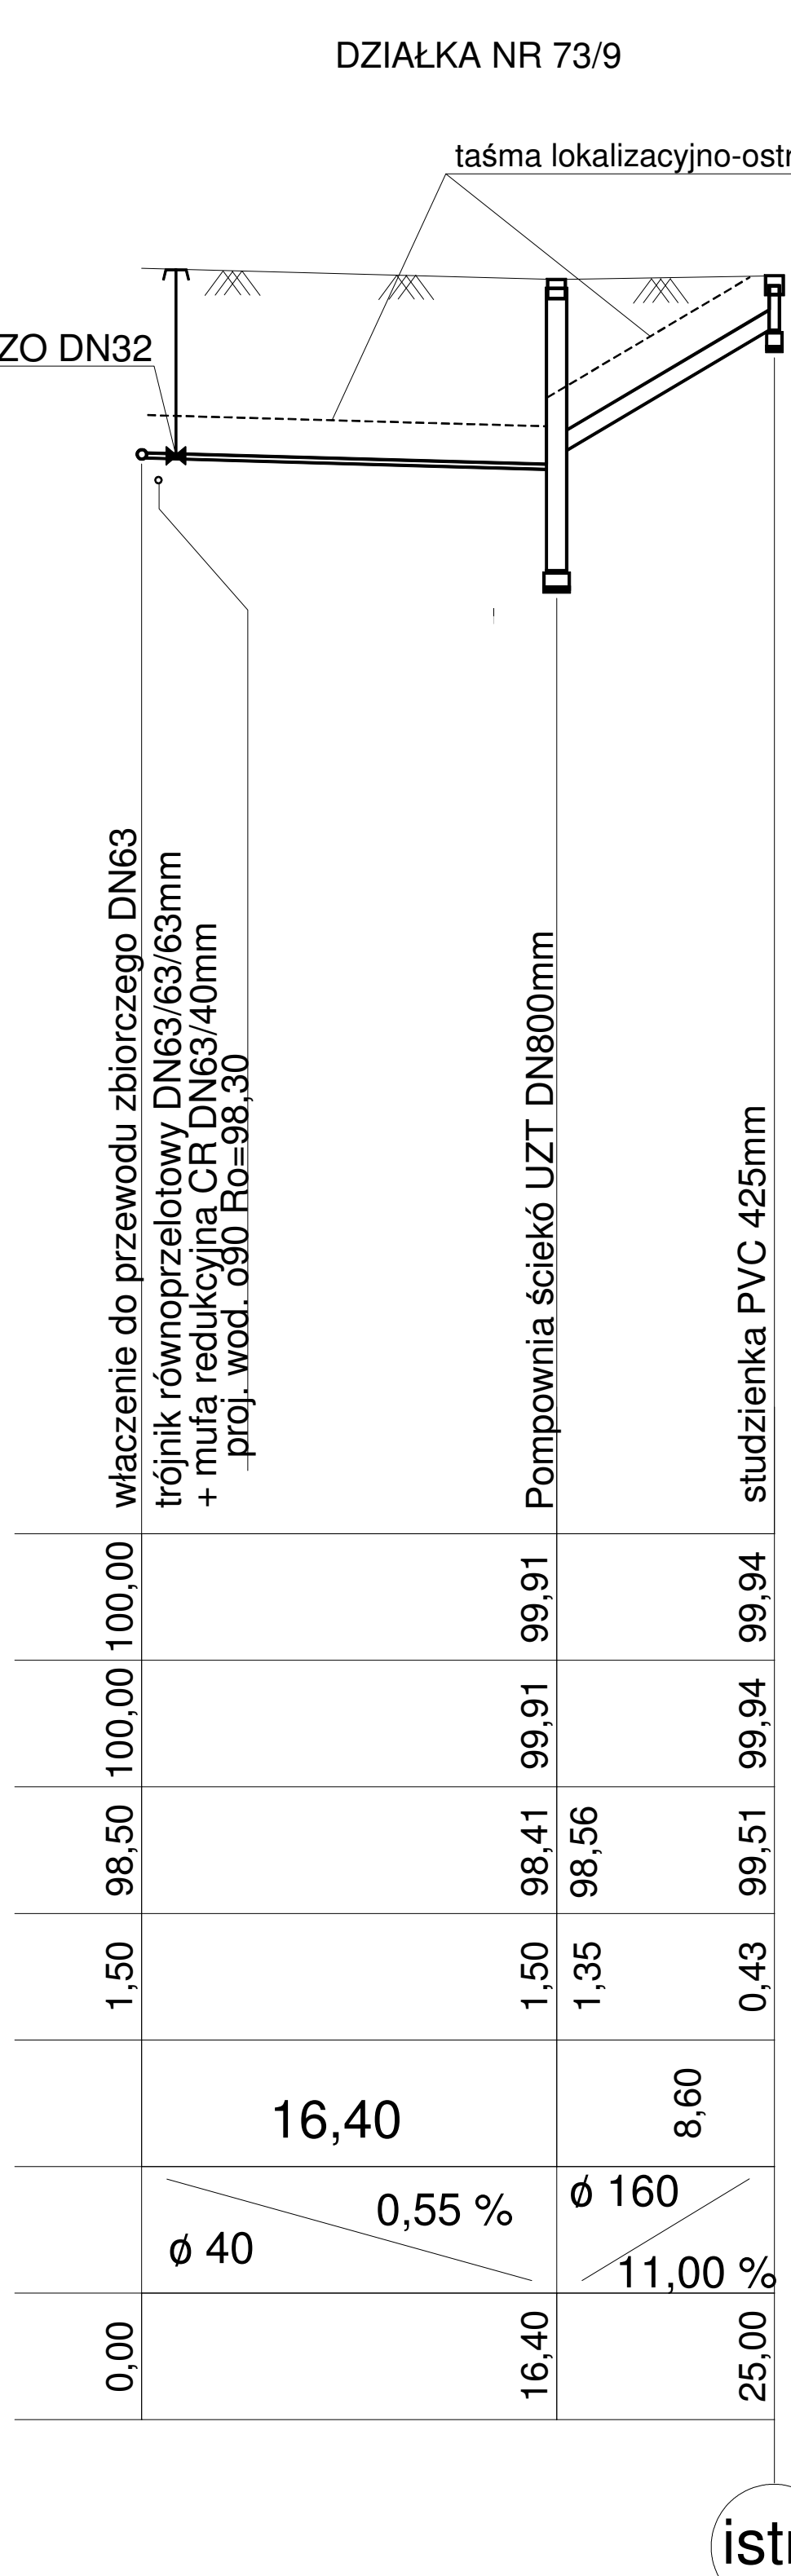 DZIAŁKA NR 73/9
taśma lokalizacyjno-ostr
ZO DN32
właczenie do przewodu zbiorczego DN63
trójnik równoprzelotowy DN63/63/63mm
+ mufa redukcyjna CR DN63/40mm
proj. wod. o90 Ro=98,30
Pompownia ściekó UZT DN800mm
studzienka PVC 425mm
100,00 99,91 99,94
100,00 99,91 99,94
98,50 98,41 98,56 99,51
1,50 1,50 1,35 0,43
16,40 8,60
ø 40 0,55 % ø 160 11,00 %
0,00 16,40 25,00
istr